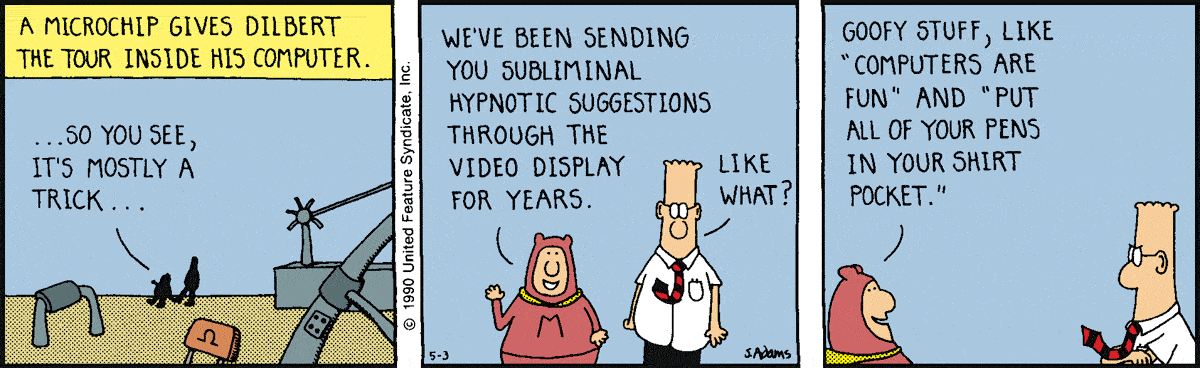 A MICROCHIP GIVES DILBERT
THE TOUR INSIDE HIS COMPUTER.
...SO YOU SEE,
IT'S MOSTLY A
TRICK...
Ω
© 1990 United Feature Syndicate, Inc.
WE'VE BEEN SENDING
YOU SUBLIMINAL
HYPNOTIC SUGGESTIONS
THROUGH THE
VIDEO DISPLAY
FOR YEARS.
LIKE
WHAT?
M
5-3
S.Adams
GOOFY STUFF, LIKE
"COMPUTERS ARE
FUN" AND "PUT
ALL OF YOUR PENS
IN YOUR SHIRT
POCKET."